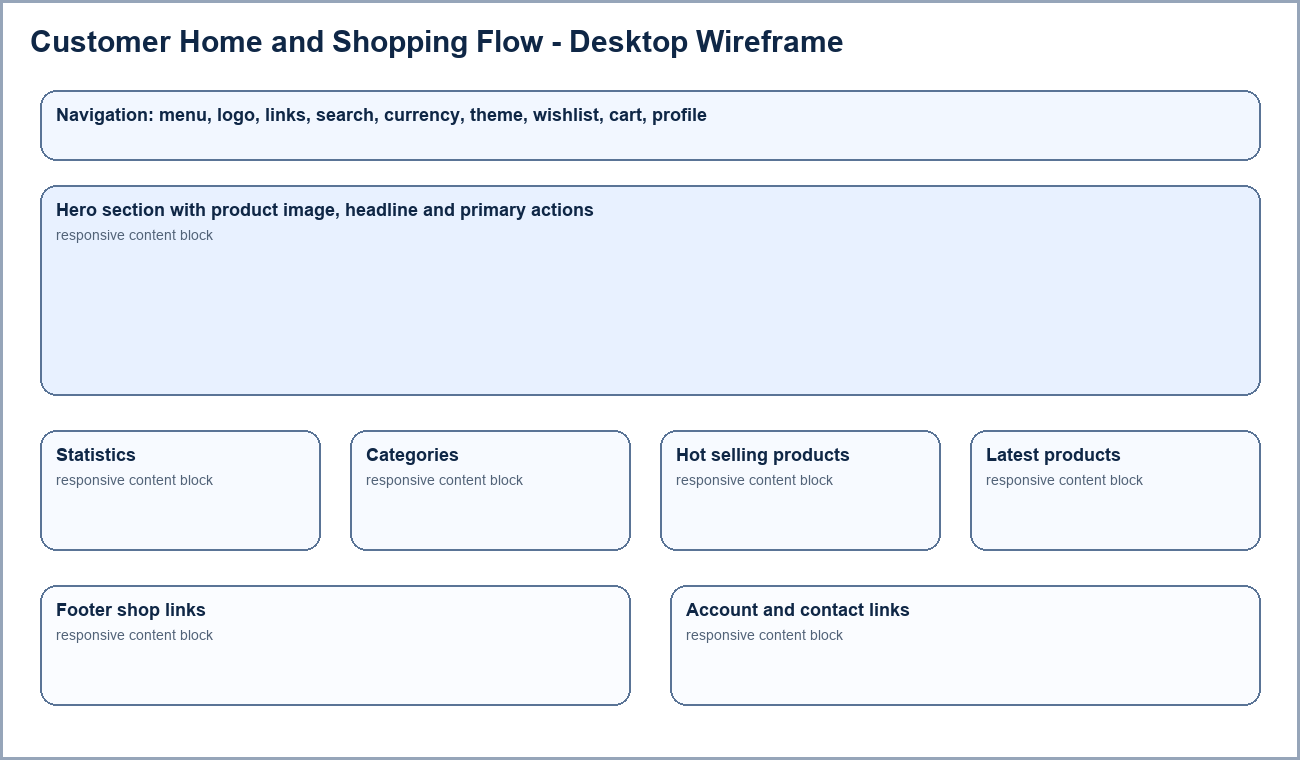 Customer Home and Shopping Flow - Desktop Wireframe
Navigation: menu, logo, links, search, currency, theme, wishlist, cart, profile
Hero section with product image, headline and primary actions
responsive content block
Statistics
responsive content block
Categories
responsive content block
Hot selling products
responsive content block
Latest products
responsive content block
Footer shop links
responsive content block
Account and contact links
responsive content block